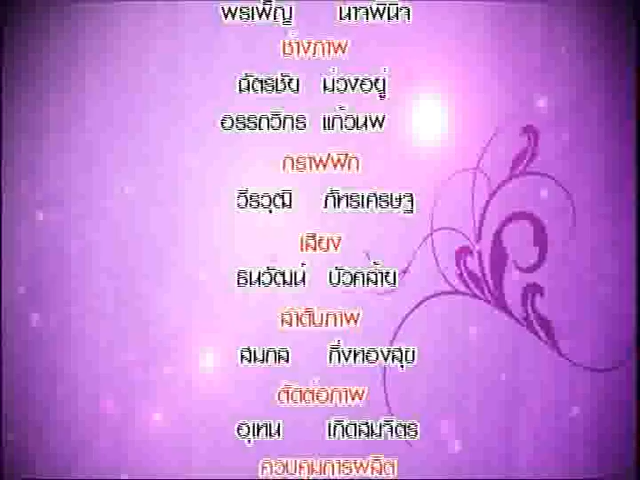 พรเพ็ญ นาจพินิจ
ช่างภาพ
ฉัตรชัย ม่วงอยู่
อรรถวิกร แก้วนพ
กราฟฟิก
วีรวุฒิ ภัทรเศรษฐ
เสียง
ธนวัฒน์ บัวคล้าย
ลำดับภาพ
สมกล กิ่งทองสุข
ตัดต่อภาพ
อุเทน เกิดสมจิตร
ควบคุมการผลิต